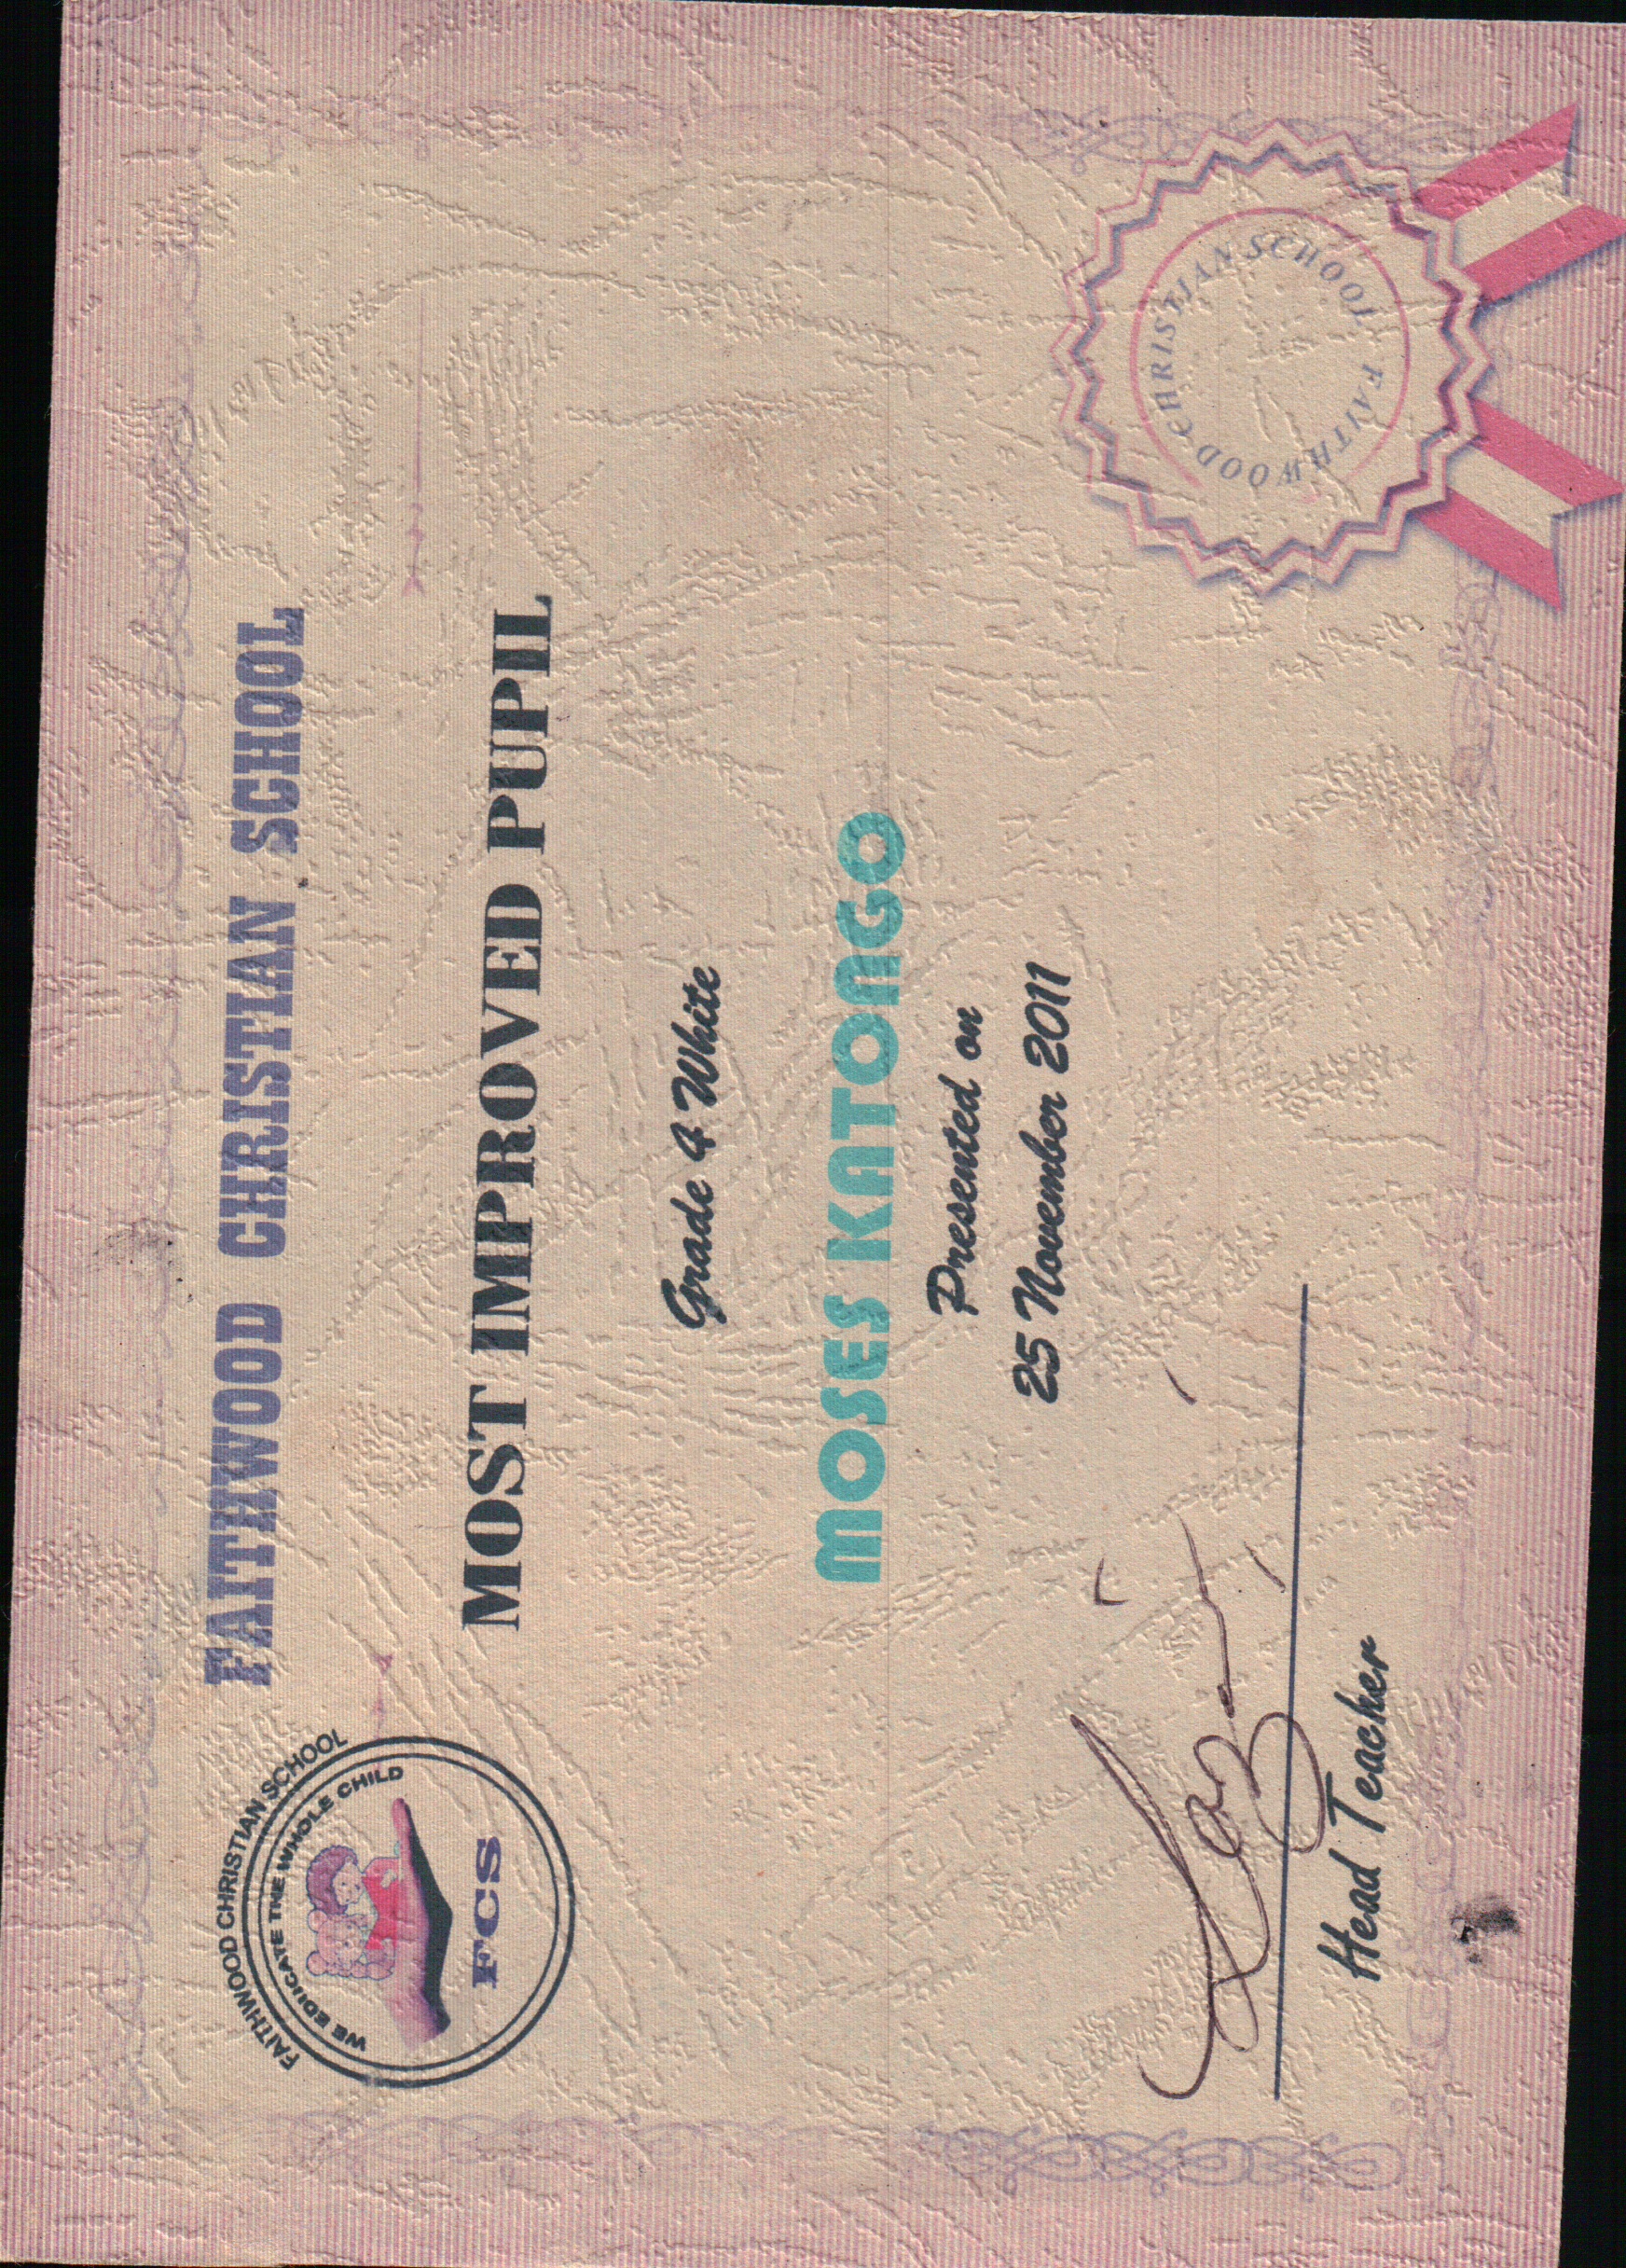 FAITHWOOD CHRISTIAN SCHOOL
WE EDUCATE THE WHOLE CHILD
FCS
FAITHWOOD CHRISTIAN SCHOOL
MOST IMPROVED PUPIL
Grade 4 White
MOSES KATONGO
Presented on
25 November 2011
Head Teacher
FAITHWOOD CHRISTIAN SCHOOL